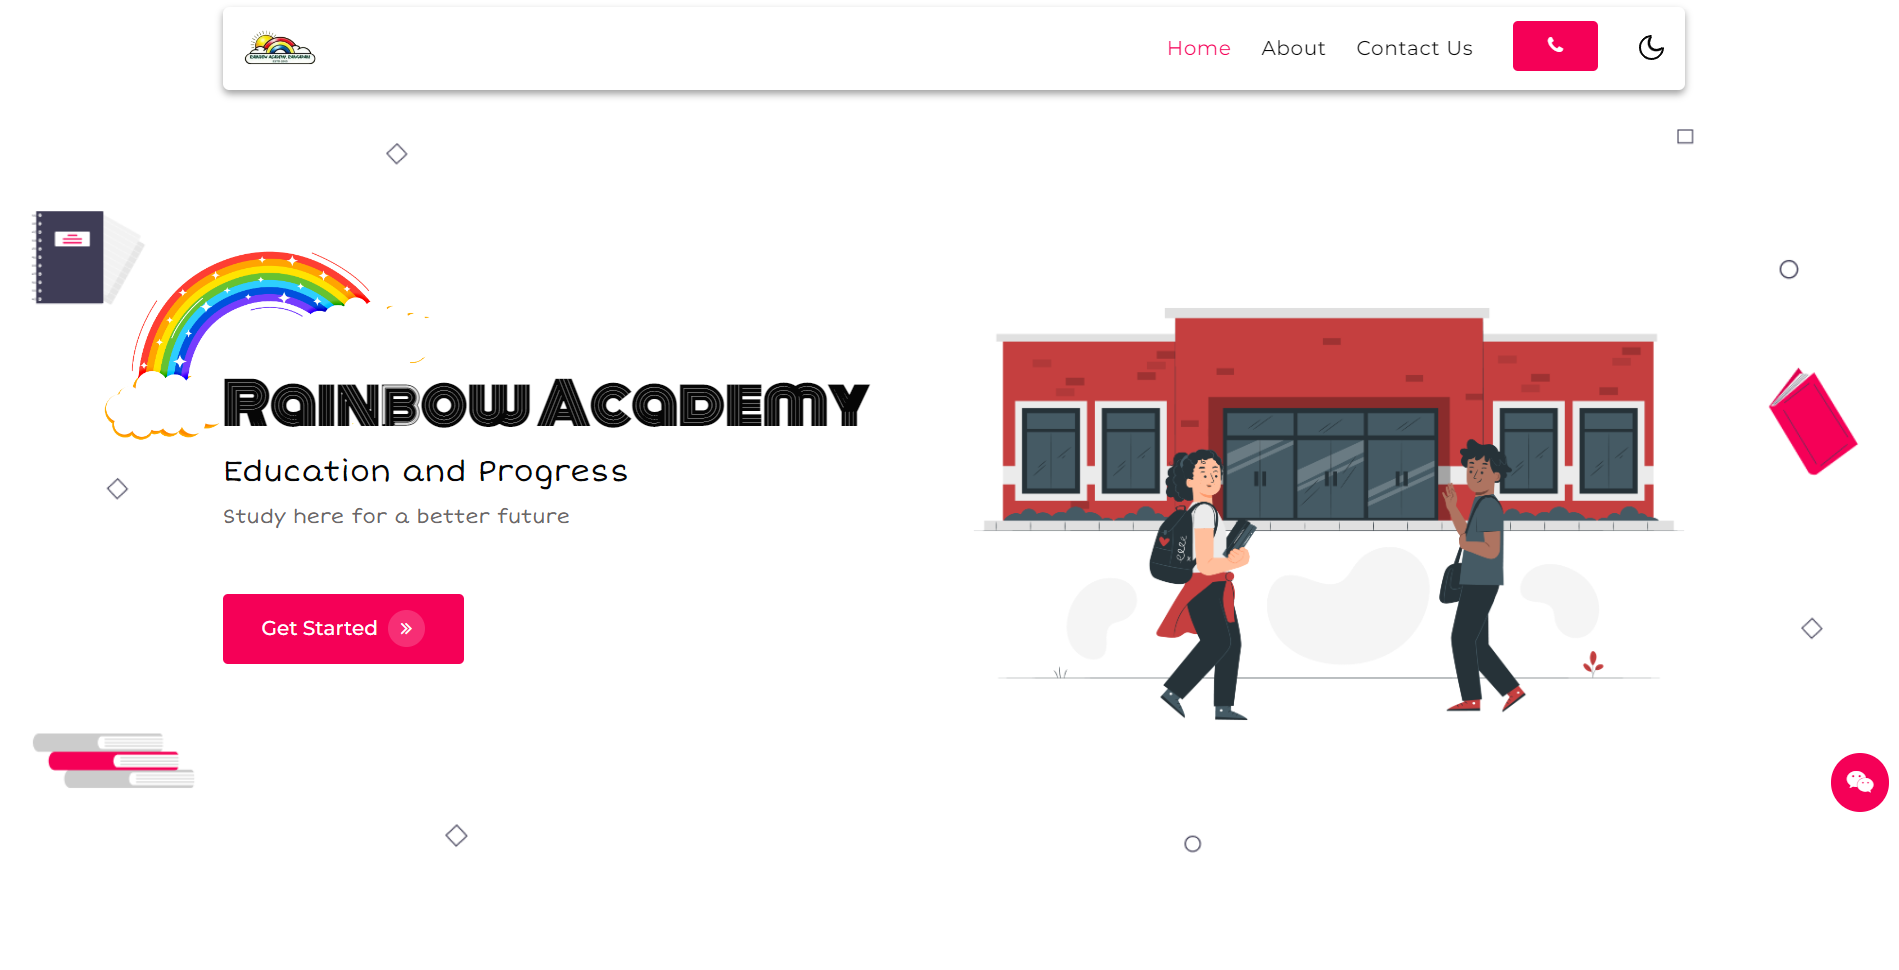 Home
About
Contact Us
Rainbow Academy
Education and Progress
Study here for a better future
Get Started